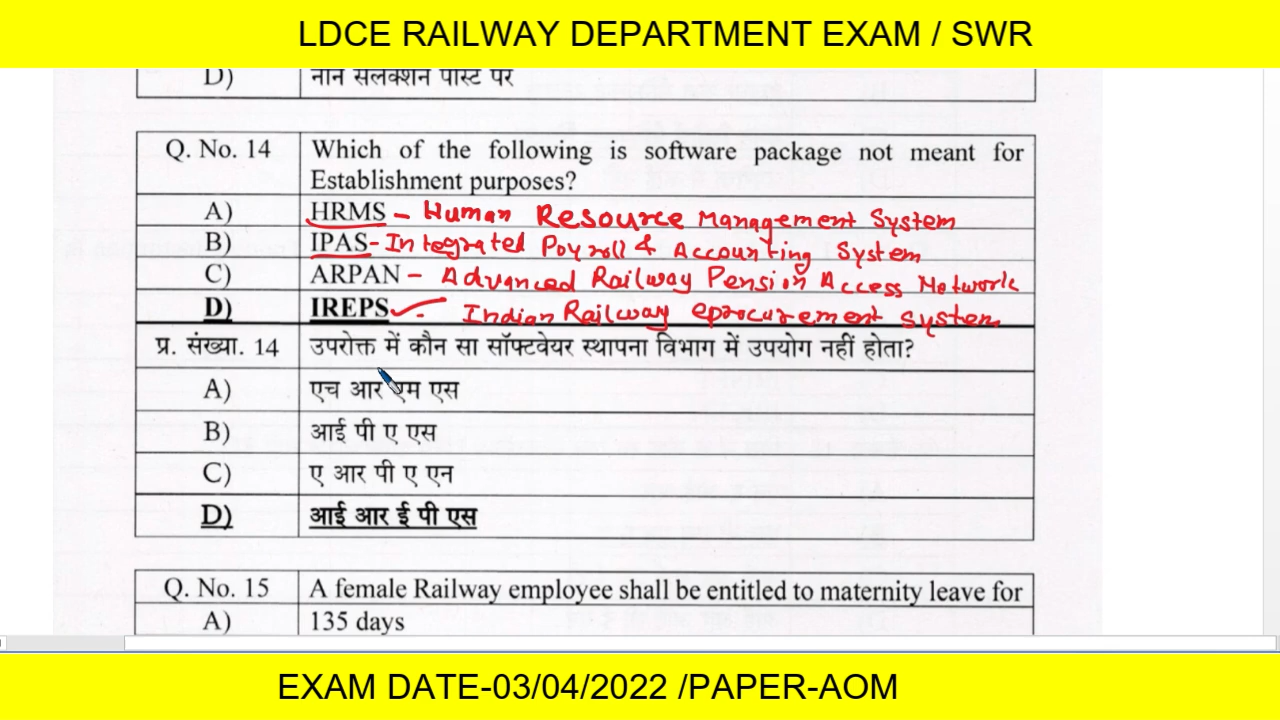 LDCE RAILWAY DEPARTMENT EXAM / SWR
D) नॉन सेलेक्शन पोस्ट पर
Q. No. 14 Which of the following is software package not meant for
Establishment purposes?
A) HRMS - Human Resource Management System
B) IPAS - Integrated Payroll & Accounting System
C) ARPAN - Advanced Railway Pension Access Network
D) IREPS ✓ - Indian Railway eprocurement system
प्र. संख्या. 14 उपरोक्त में कौन सा सॉफ्टवेयर स्थापना विभाग में उपयोग नहीं होता?
A) एच आर एम एस
B) आई पी ए एस
C) ए आर पी ए एन
D) आई आर ई पी एस
Q. No. 15 A female Railway employee shall be entitled to maternity leave for
A) 135 days
EXAM DATE-03/04/2022 /PAPER-AOM